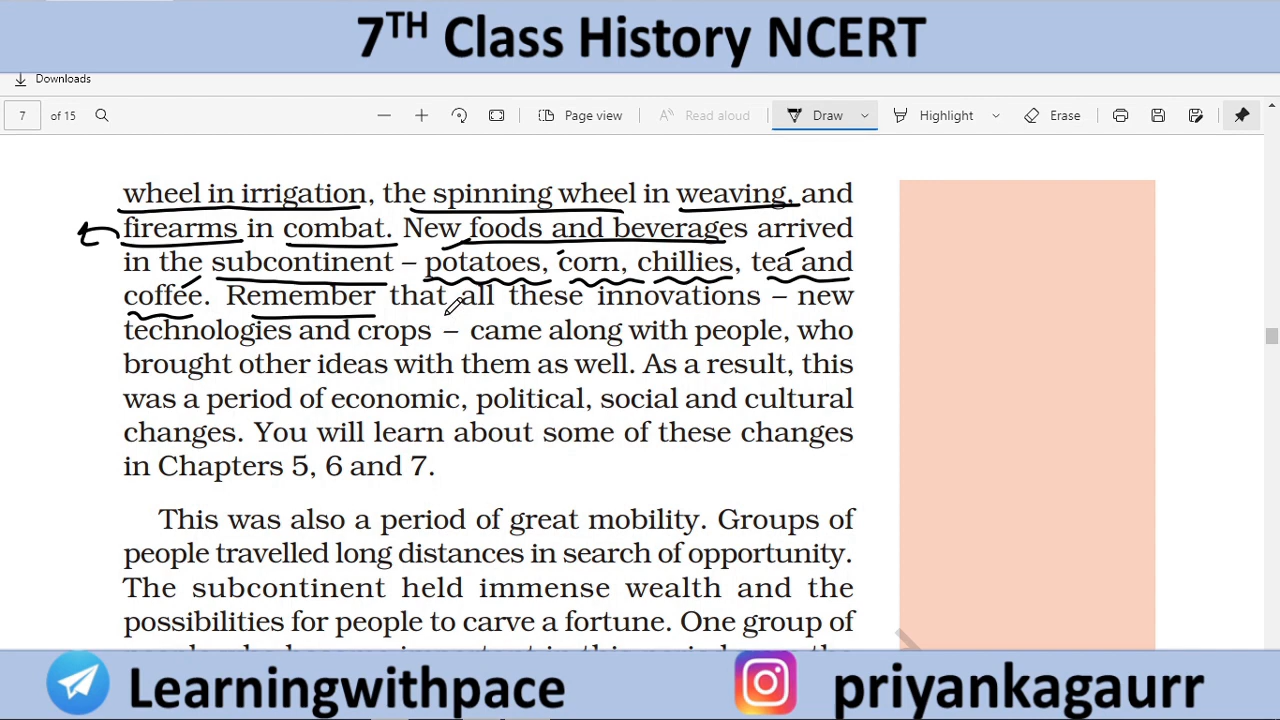 7TH Class History NCERT
Downloads
7 of 15 Page view Read aloud Draw Highlight Erase
wheel in irrigation, the spinning wheel in weaving, and
firearms in combat. New foods and beverages arrived
in the subcontinent – potatoes, corn, chillies, tea and
coffee. Remember that all these innovations – new
technologies and crops – came along with people, who
brought other ideas with them as well. As a result, this
was a period of economic, political, social and cultural
changes. You will learn about some of these changes
in Chapters 5, 6 and 7.
This was also a period of great mobility. Groups of
people travelled long distances in search of opportunity.
The subcontinent held immense wealth and the
possibilities for people to carve a fortune. One group of
Learningwithpace priyankagaurr